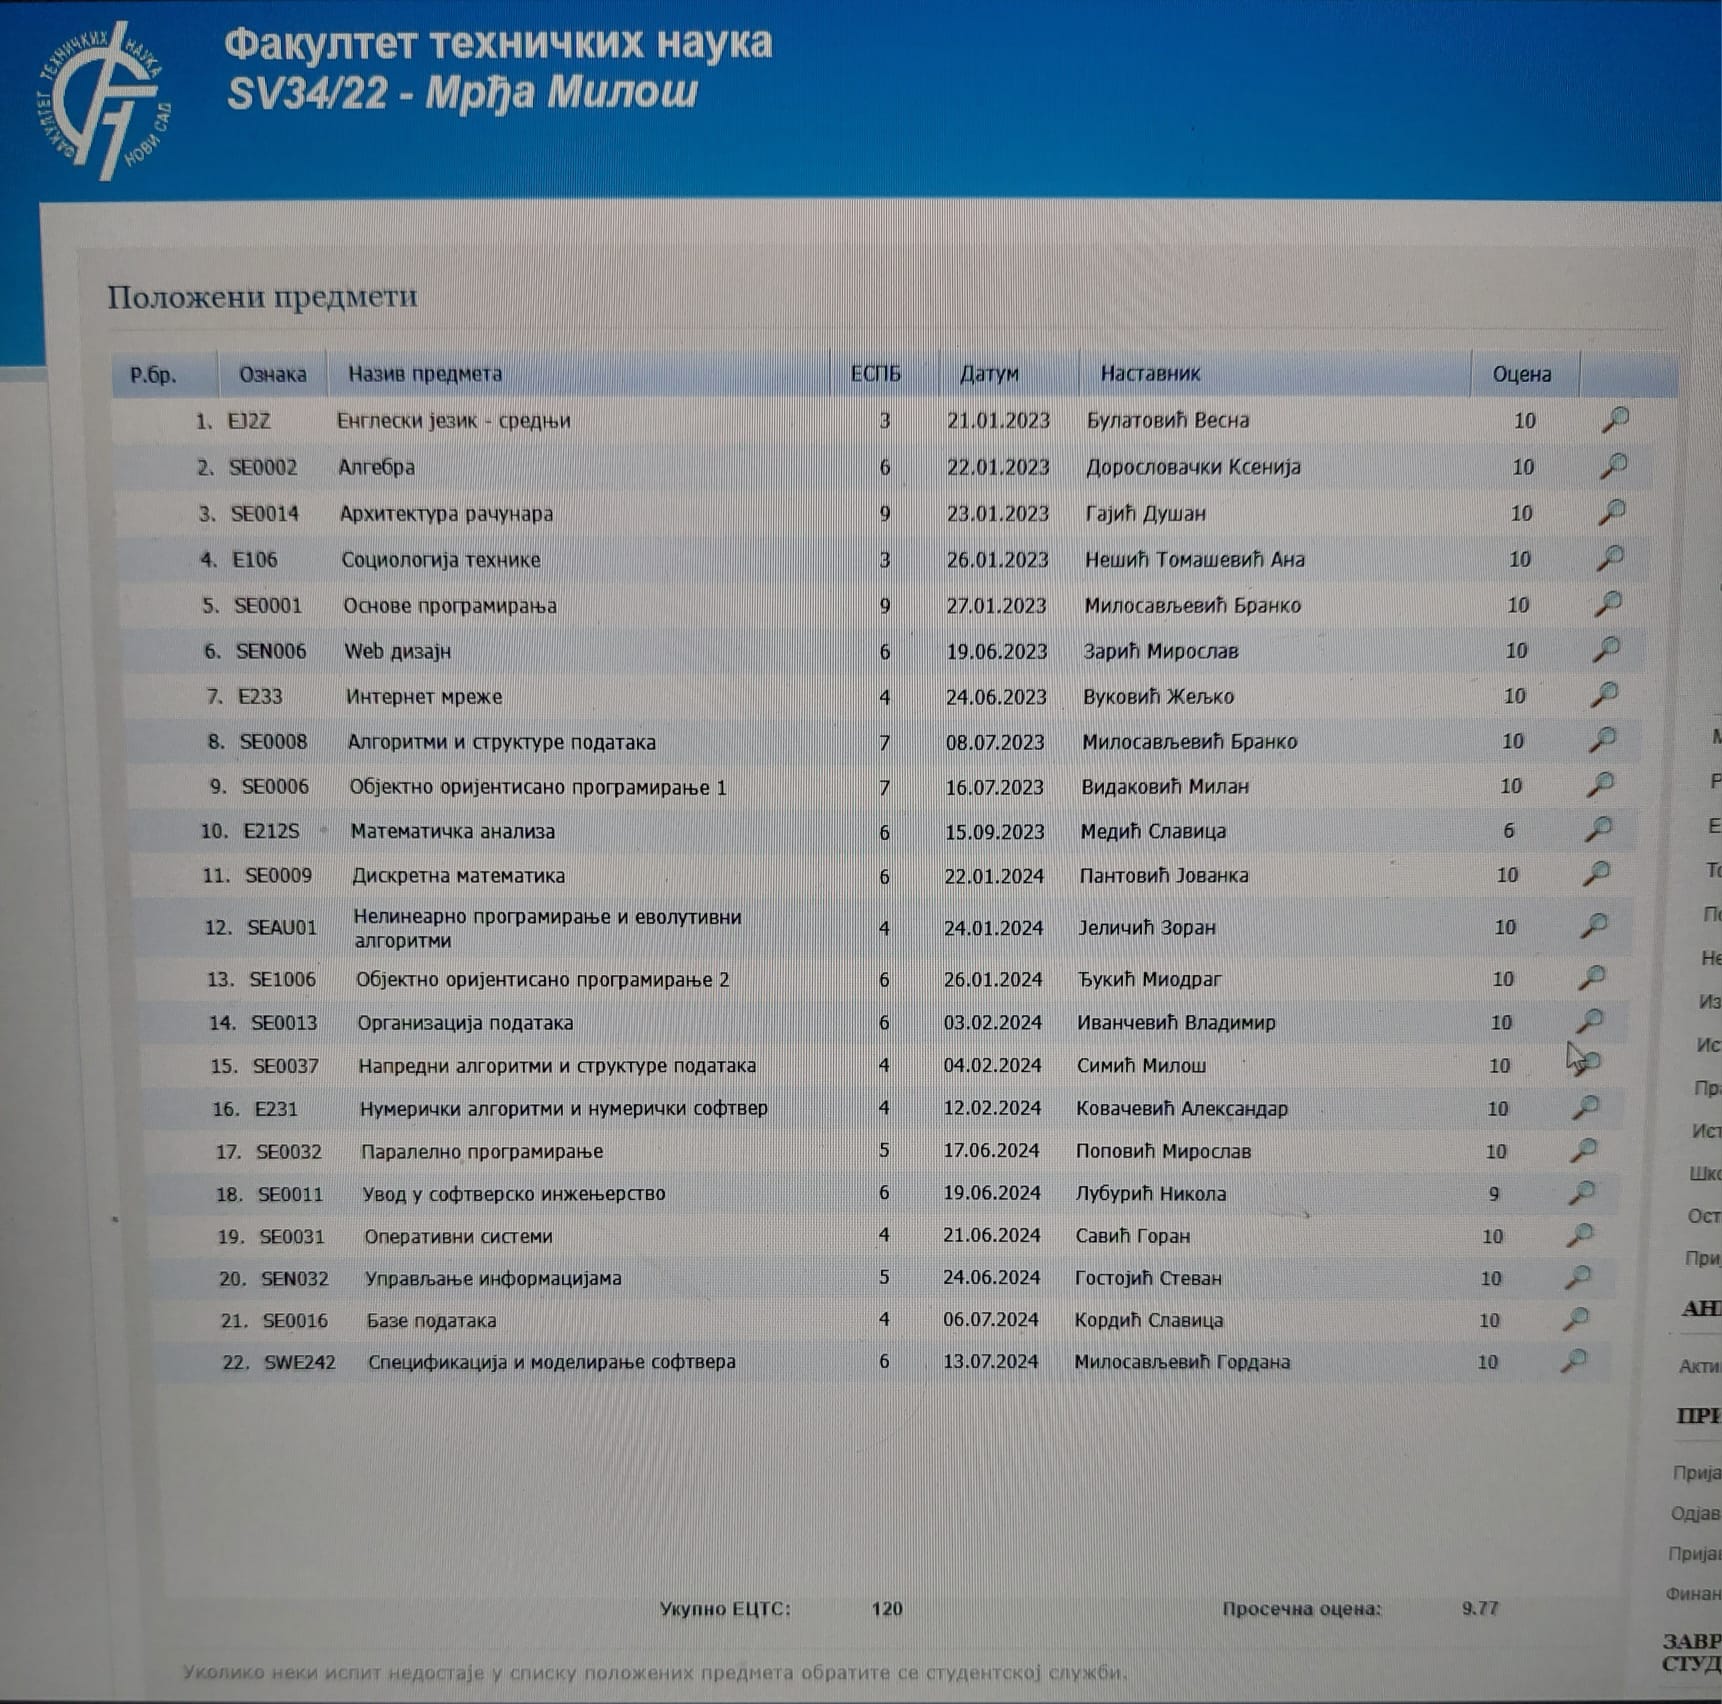 ФАКУЛТЕТ ТЕХНИЧКИХ НАУКА
НОВИ САД
Факултет техничких наука
SV34/22 - Мрђа Милош
Положени предмети
Р.бр. Ознака Назив предмета ЕСПБ Датум Наставник Оцена
1. EJ2Z Енглески језик - средњи 3 21.01.2023 Булатовић Весна 10
2. SE0002 Алгебра 6 22.01.2023 Дорословачки Ксенија 10
3. SE0014 Архитектура рачунара 9 23.01.2023 Гајић Душан 10
4. E106 Социологија технике 3 26.01.2023 Нешић Томашевић Ана 10
5. SE0001 Основе програмирања 9 27.01.2023 Милосављевић Бранко 10
6. SEN006 Web дизајн 6 19.06.2023 Зарић Мирослав 10
7. E233 Интернет мреже 4 24.06.2023 Вуковић Жељко 10
8. SE0008 Алгоритми и структуре података 7 08.07.2023 Милосављевић Бранко 10
9. SE0006 Објектно оријентисано програмирање 1 7 16.07.2023 Видаковић Милан 10
10. E212S Математичка анализа 6 15.09.2023 Медић Славица 6
11. SE0009 Дискретна математика 6 22.01.2024 Пантовић Јованка 10
12. SEAU01 Нелинеарно програмирање и еволутивни
алгоритми 4 24.01.2024 Јеличић Зоран 10
13. SE1006 Објектно оријентисано програмирање 2 6 26.01.2024 Ђукић Миодраг 10
14. SE0013 Организација података 6 03.02.2024 Иванчевић Владимир 10
15. SE0037 Напредни алгоритми и структуре података 4 04.02.2024 Симић Милош 10
16. E231 Нумерички алгоритми и нумерички софтвер 4 12.02.2024 Ковачевић Александар 10
17. SE0032 Паралелно програмирање 5 17.06.2024 Поповић Мирослав 10
18. SE0011 Увод у софтверско инжењерство 6 19.06.2024 Лубурић Никола 9
19. SE0031 Оперативни системи 4 21.06.2024 Савић Горан 10
20. SEN032 Управљање информацијама 5 24.06.2024 Гостојић Стеван 10
21. SE0016 Базе података 4 06.07.2024 Кордић Славица 10
22. SWE242 Спецификација и моделирање софтвера 6 13.07.2024 Милосављевић Гордана 10
Укупно ЕЦТС: 120 Просечна оцена: 9.77
Уколико неки испит недостаје у списку положених предмета обратите се студентској служби.